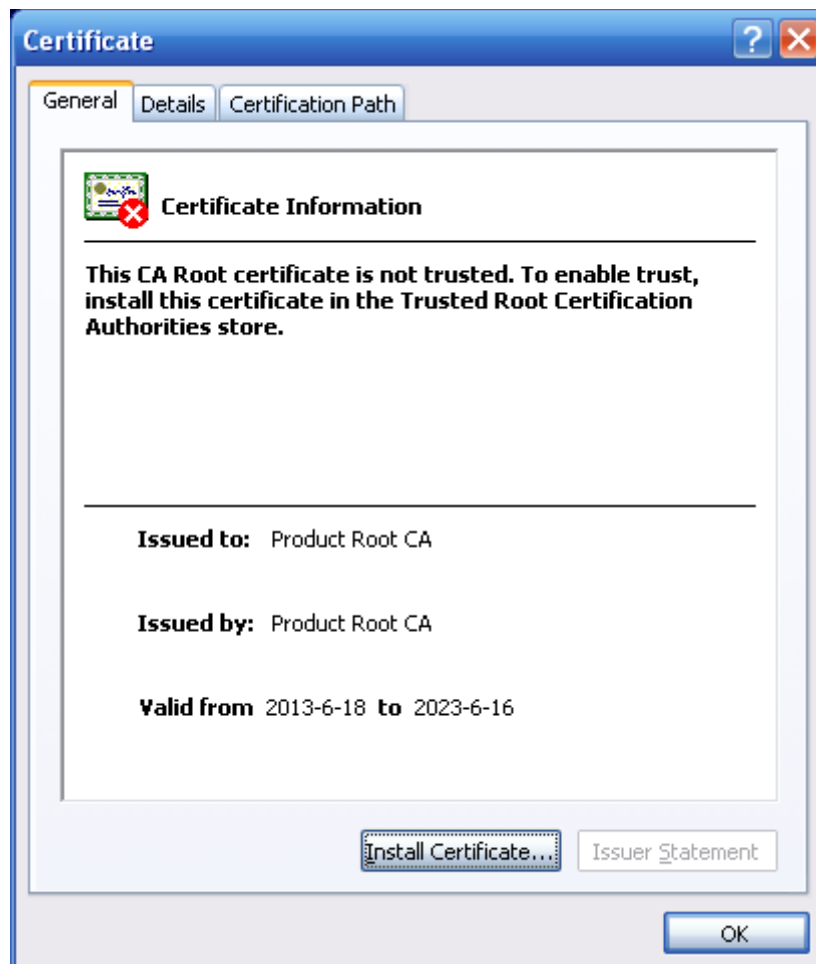 Certificate
General Details Certification Path
Certificate Information
This CA Root certificate is not trusted. To enable trust,
install this certificate in the Trusted Root Certification
Authorities store.
Issued to: Product Root CA
Issued by: Product Root CA
Valid from 2013-6-18 to 2023-6-16
Install Certificate... Issuer Statement
OK